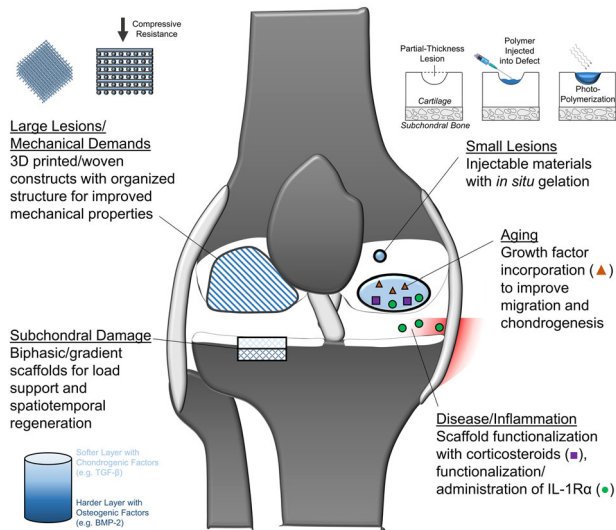 Compressive
Resistance
Large Lesions/
Mechanical Demands
3D printed/woven
constructs with organized
structure for improved
mechanical properties
Partial-Thickness
Lesion
Polymer
Injected
into Defect
Cartilage
Photo-
Polymerization
Subchondral Bone
Small Lesions
Injectable materials
with in situ gelation
Aging
Growth factor
incorporation (▲)
to improve
migration and
chondrogenesis
Subchondral Damage
Biphasic/gradient
scaffolds for load
support and
spatiotemporal
regeneration
Disease/Inflammation
Scaffold functionalization
with corticosteroids (■),
functionalization/
administration of IL-1Rα (●)
Softer Layer with
Chondrogenic Factors
(e.g. TGF-β)
Harder Layer with
Osteogenic Factors
(e.g. BMP-2)